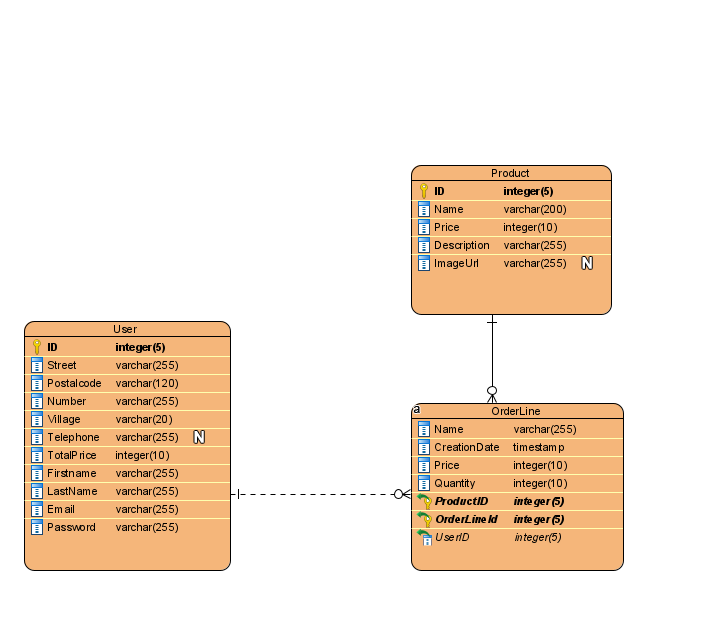 Product
ID integer(5)
Name varchar(200)
Price integer(10)
Description varchar(255)
ImageUrl varchar(255) N
User
ID integer(5)
Street varchar(255)
Postalcode varchar(120)
Number varchar(255)
Village varchar(20)
Telephone varchar(255) N
TotalPrice integer(10)
Firstname varchar(255)
LastName varchar(255)
Email varchar(255)
Password varchar(255)
a
OrderLine
Name varchar(255)
CreationDate timestamp
Price integer(10)
Quantity integer(10)
ProductID integer(5)
OrderLineId integer(5)
UserID integer(5)